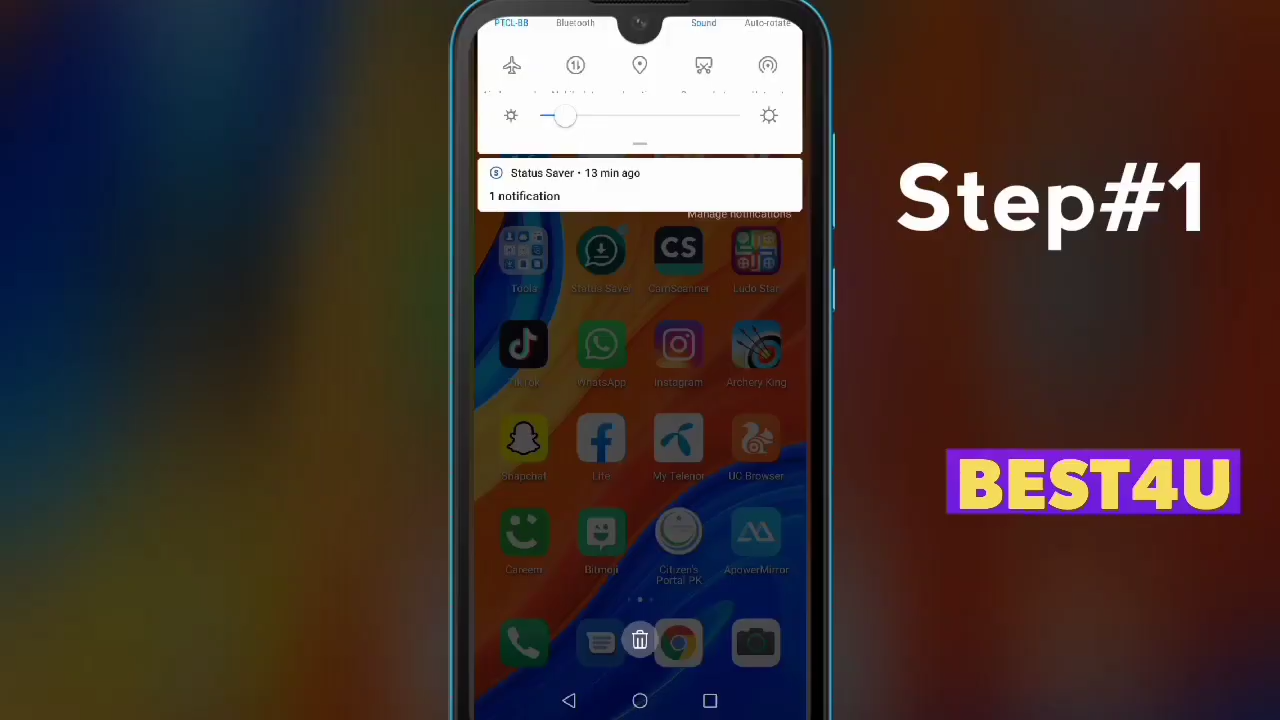 PTCL-BB Bluetooth Sound Auto-rotate
Status Saver • 13 min ago
1 notification
Manage notifications
Step#1
Tools Status Saver CamScanner Ludo Star
CS
TikTok WhatsApp Instagram Archery King
Snapchat Lite My Telenor UC Browser
BEST4U
Careem Bitmoji Citizen's Portal PK ApowerMirror